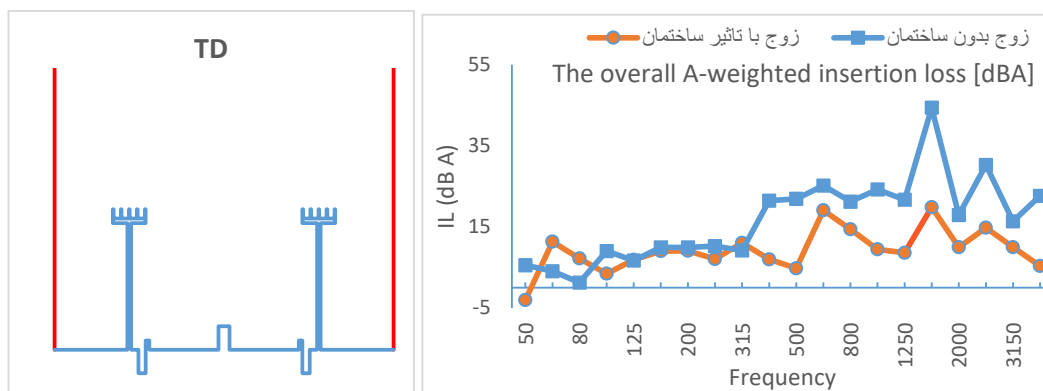 TD
زوج با تاثیر ساختمان
زوج بدون ساختمان
The overall A-weighted insertion loss [dBA]
IL (dB A)
55
35
15
-5
50
80
125
200
315
500
800
1250
2000
3150
Frequency